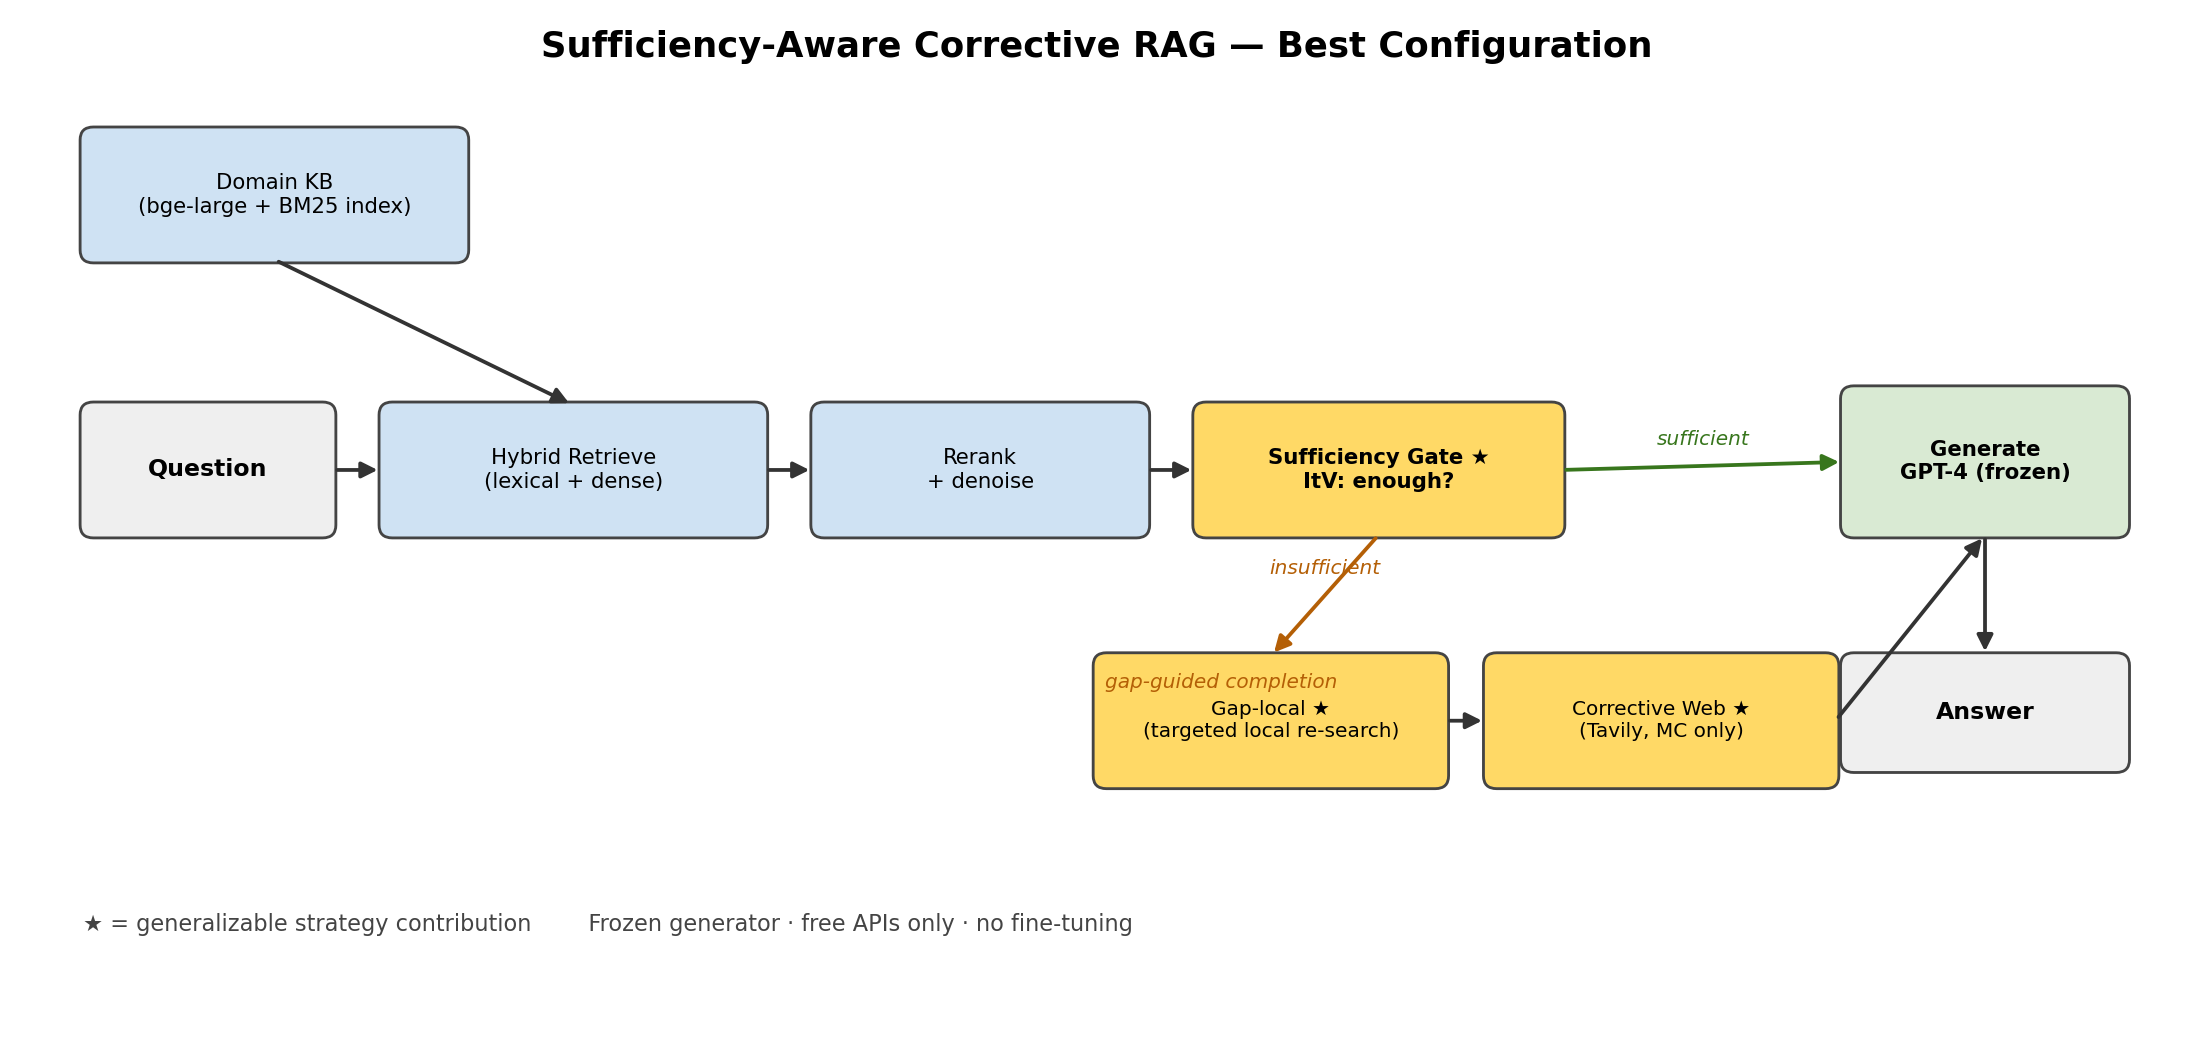 Sufficiency-Aware Corrective RAG — Best Configuration
Domain KB
(bge-large + BM25 index)
Question
Hybrid Retrieve
(lexical + dense)
Rerank
+ denoise
Sufficiency Gate ★
ItV: enough?
sufficient
Generate
GPT-4 (frozen)
insufficient
gap-guided completion
Gap-local ★
(targeted local re-search)
Corrective Web ★
(Tavily, MC only)
Answer
★ = generalizable strategy contribution
Frozen generator · free APIs only · no fine-tuning